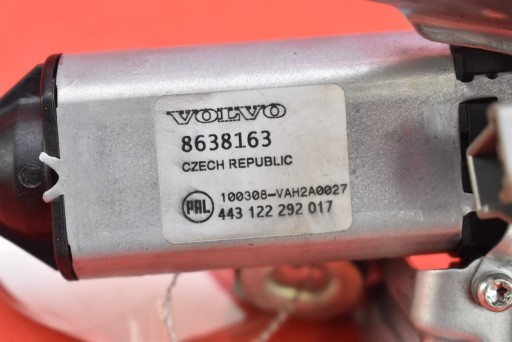 VOLVO
8638163
CZECH REPUBLIC
PAL 100308-VAH2A0027
443 122 292 017